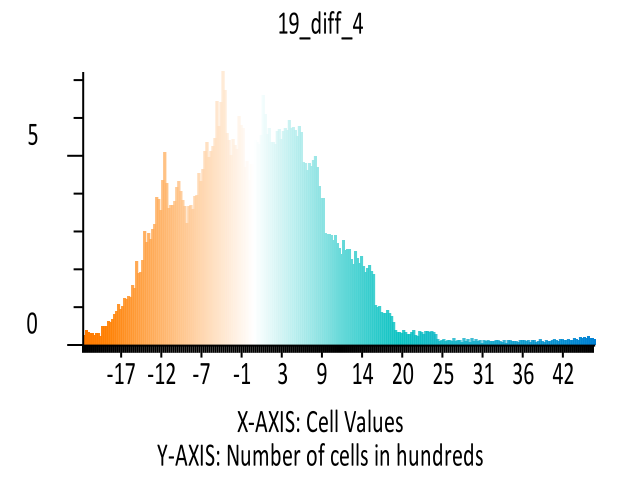 19_diff_4
5
0
-17 -12 -7 -1 3 9 14 20 25 31 36 42
X-AXIS: Cell Values
Y-AXIS: Number of cells in hundreds